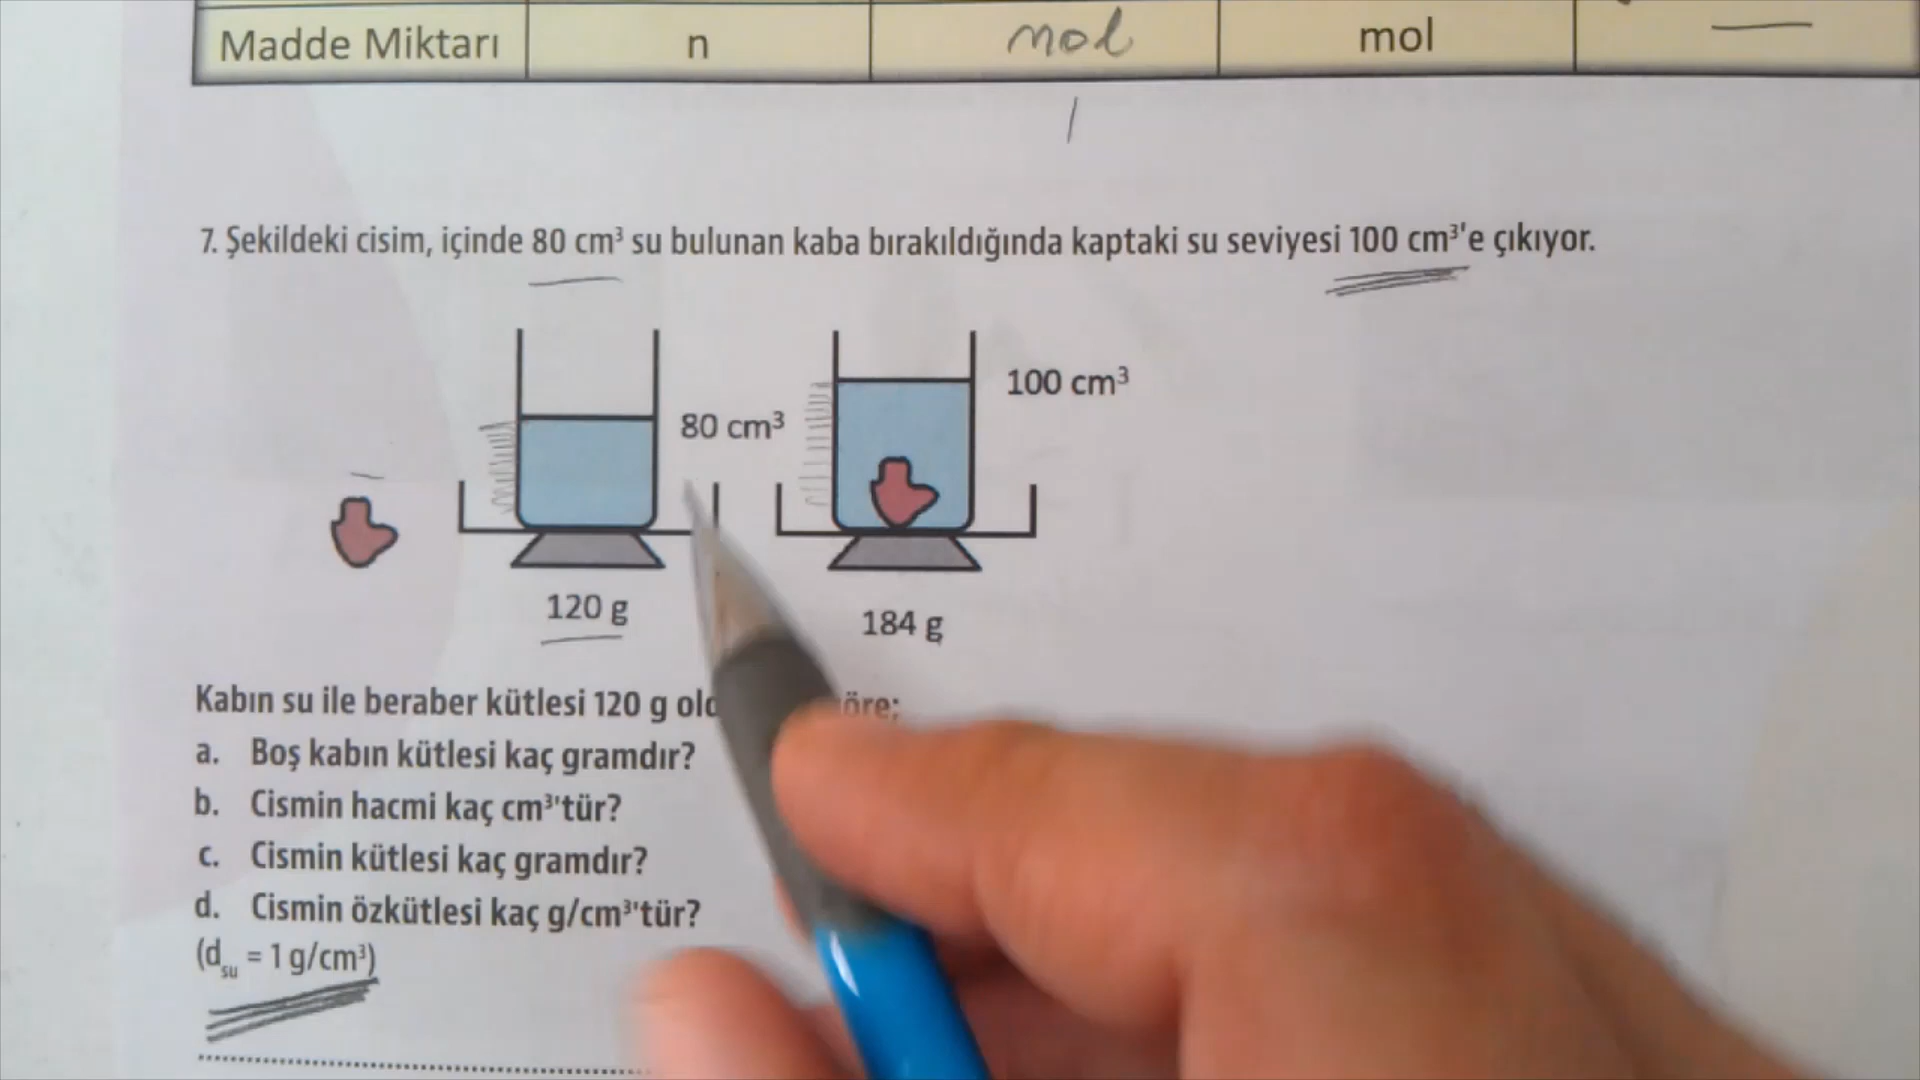 Madde Miktarı n mol mol —
7. Şekildeki cisim, içinde 80 cm³ su bulunan kaba bırakıldığında kaptaki su seviyesi 100 cm³'e çıkıyor.
100 cm³
80 cm³
120 g
184 g
Kabın su ile beraber kütlesi 120 g
a. Boş kabın kütlesi kaç gramdır?
b. Cismin hacmi kaç cm³'tür?
c. Cismin kütlesi kaç gramdır?
d. Cismin özkütlesi kaç g/cm³'tür?
(dsu = 1 g/cm³)